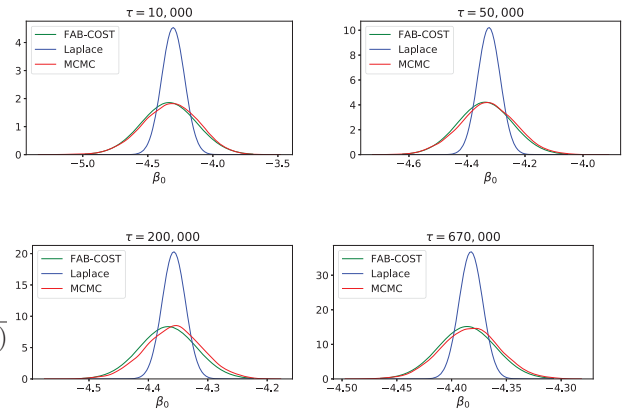 τ = 10, 000
FAB-COST
Laplace
MCMC
4
3
2
1
0
−5.0 −4.5 −4.0 −3.5
β0
τ = 50, 000
FAB-COST
Laplace
MCMC
10
8
6
4
2
0
−4.6 −4.4 −4.2 −4.0
β0
τ = 200, 000
FAB-COST
Laplace
MCMC
20
15
10
5
0
−4.5 −4.4 −4.3 −4.2
β0
τ = 670, 000
FAB-COST
Laplace
MCMC
30
20
10
0
−4.50 −4.45 −4.40 −4.35 −4.30
β0
)